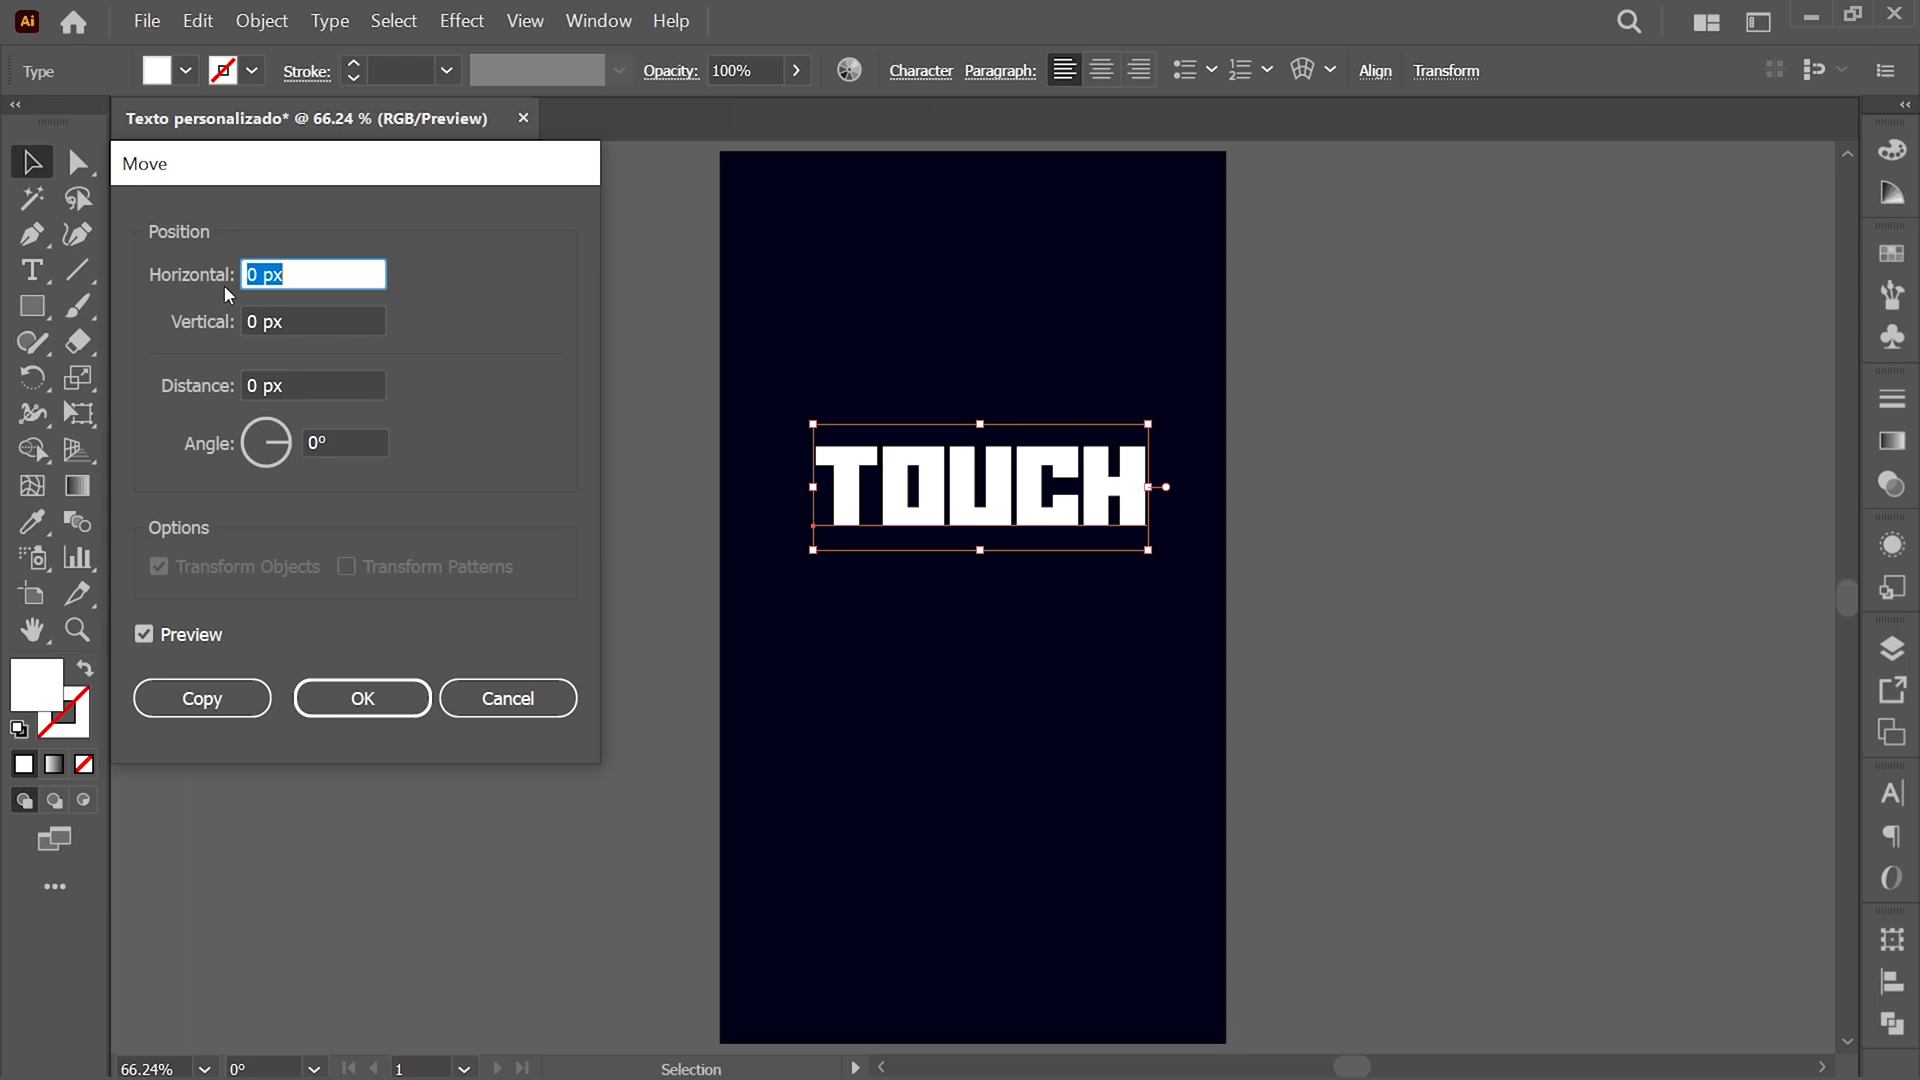 Ai File Edit Object Type Select Effect View Window Help
Type Stroke: Opacity: 100% Character Paragraph: Align Transform
Texto personalizado* @ 66.24 % (RGB/Preview)
Move
Position
Horizontal: 0 px
Vertical: 0 px
Distance: 0 px
Angle: 0°
Options
Transform Objects Transform Patterns
Preview
Copy OK Cancel
TOUCH
66.24% 0° 1 Selection